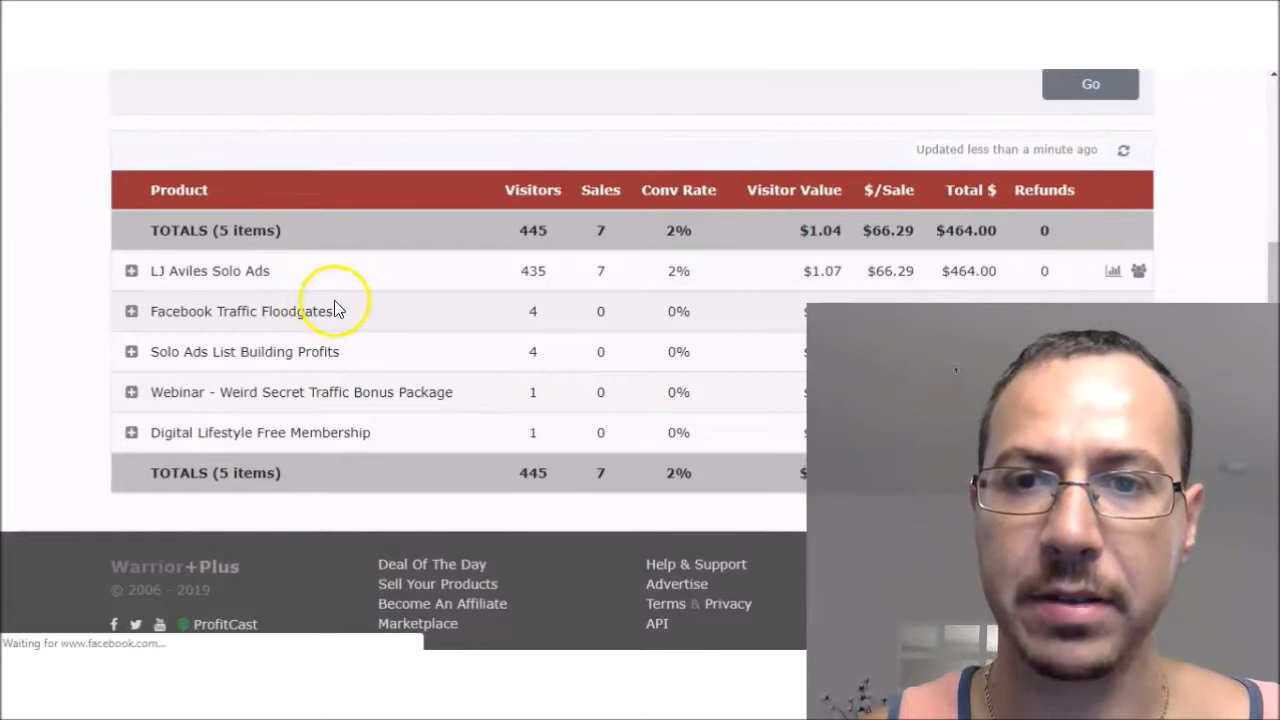 Go
Updated less than a minute ago
Product Visitors Sales Conv Rate Visitor Value $/Sale Total $ Refunds
TOTALS (5 items) 445 7 2% $1.04 $66.29 $464.00 0
LJ Aviles Solo Ads 435 7 2% $1.07 $66.29 $464.00 0
Facebook Traffic Floodgates 4 0 0% $
Solo Ads List Building Profits 4 0 0% $
Webinar - Weird Secret Traffic Bonus Package 1 0 0% $
Digital Lifestyle Free Membership 1 0 0% $
TOTALS (5 items) 445 7 2% $
Warrior+Plus Deal Of The Day Help & Support
© 2006 - 2019 Sell Your Products Advertise
Become An Affiliate Terms & Privacy
ProfitCast Marketplace API
Waiting for www.facebook.com...